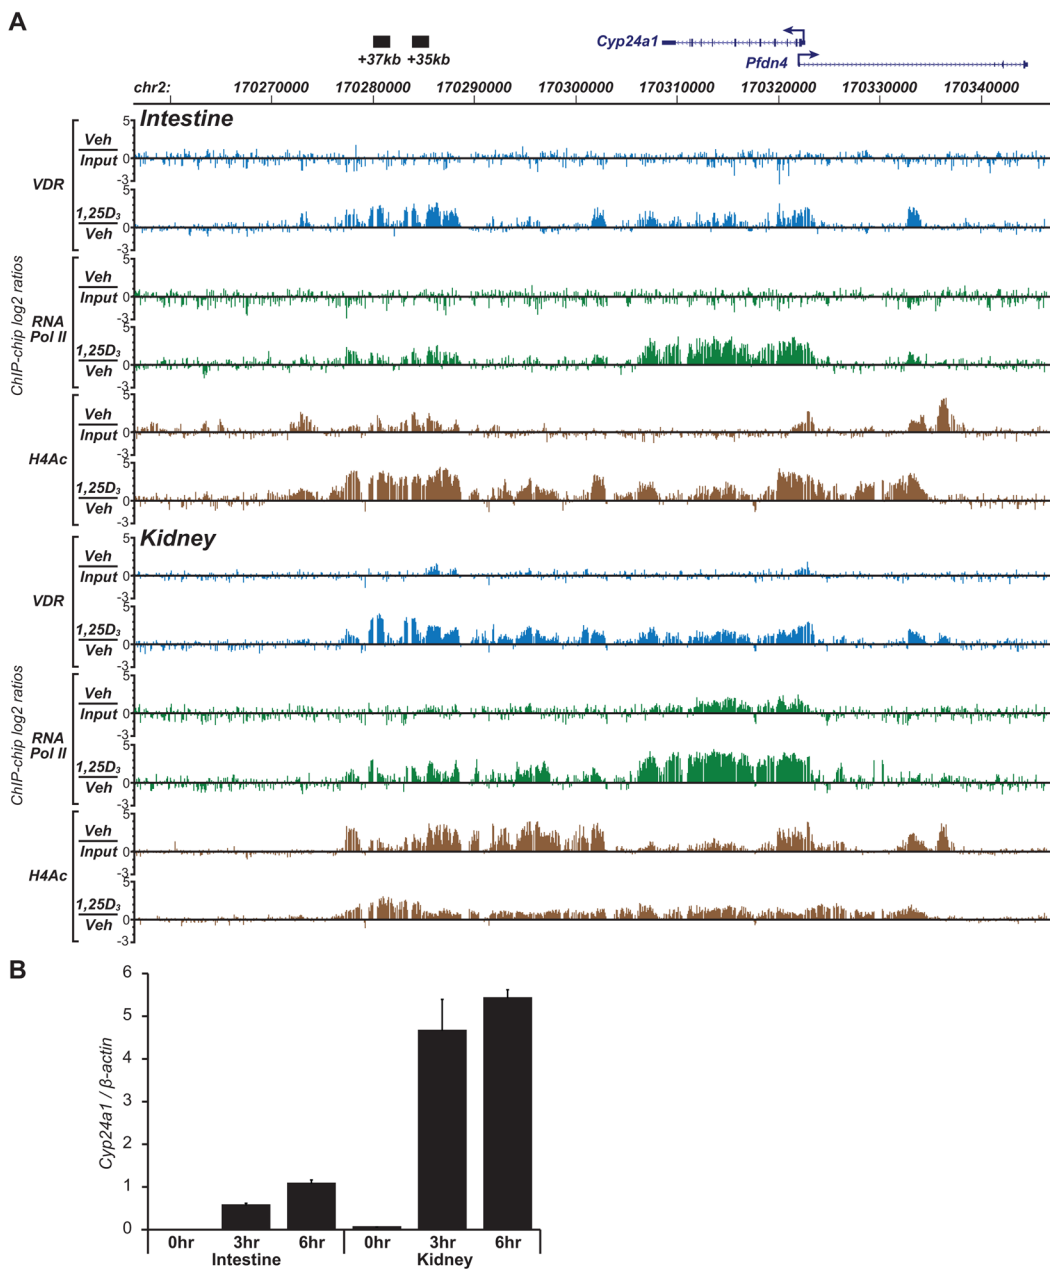 A
+37kb +35kb
Cyp24a1
Pfdn4
chr2: 170270000 170280000 170290000 170300000 170310000 170320000 170330000 170340000
Intestine
ChIP-chip log2 ratios
VDR
5
Veh
Input
0
-3
5
1,25D3
Veh
0
-3
RNA
Pol II
5
Veh
Input
0
-3
5
1,25D3
Veh
0
-3
H4Ac
5
Veh
Input
0
-3
5
1,25D3
Veh
0
-3
Kidney
ChIP-chip log2 ratios
VDR
5
Veh
Input
0
-3
5
1,25D3
Veh
0
-3
RNA
Pol II
5
Veh
Input
0
-3
5
1,25D3
Veh
0
-3
H4Ac
5
Veh
Input
0
-3
5
1,25D3
Veh
0
-3
B
Cyp24a1 / β-actin
6
5
4
3
2
1
0
0hr 3hr 6hr 0hr 3hr 6hr
Intestine Kidney